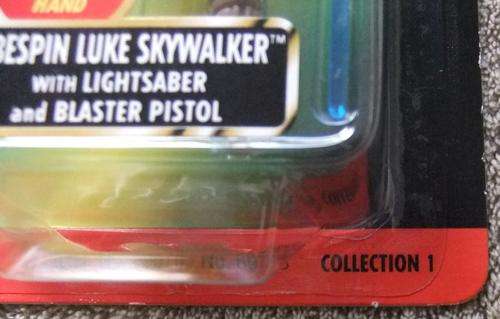 HAND
BESPIN LUKE SKYWALKER™
WITH LIGHTSABER
and BLASTER PISTOL
COLLECTION 1